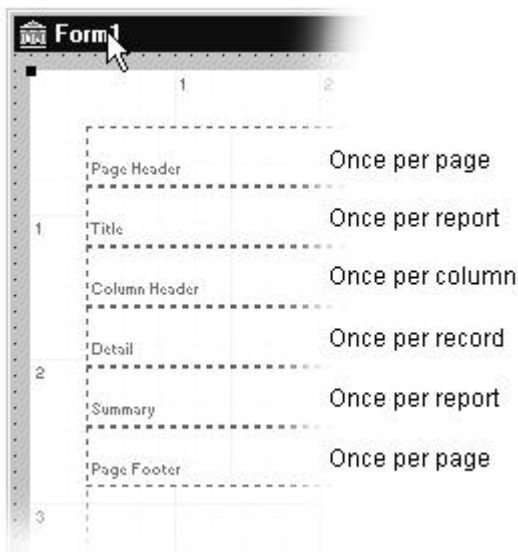 Form1
1 2
Page Header Once per page
1 Title Once per report
Column Header Once per column
Detail Once per record
2
Summary Once per report
Page Footer Once per page
3